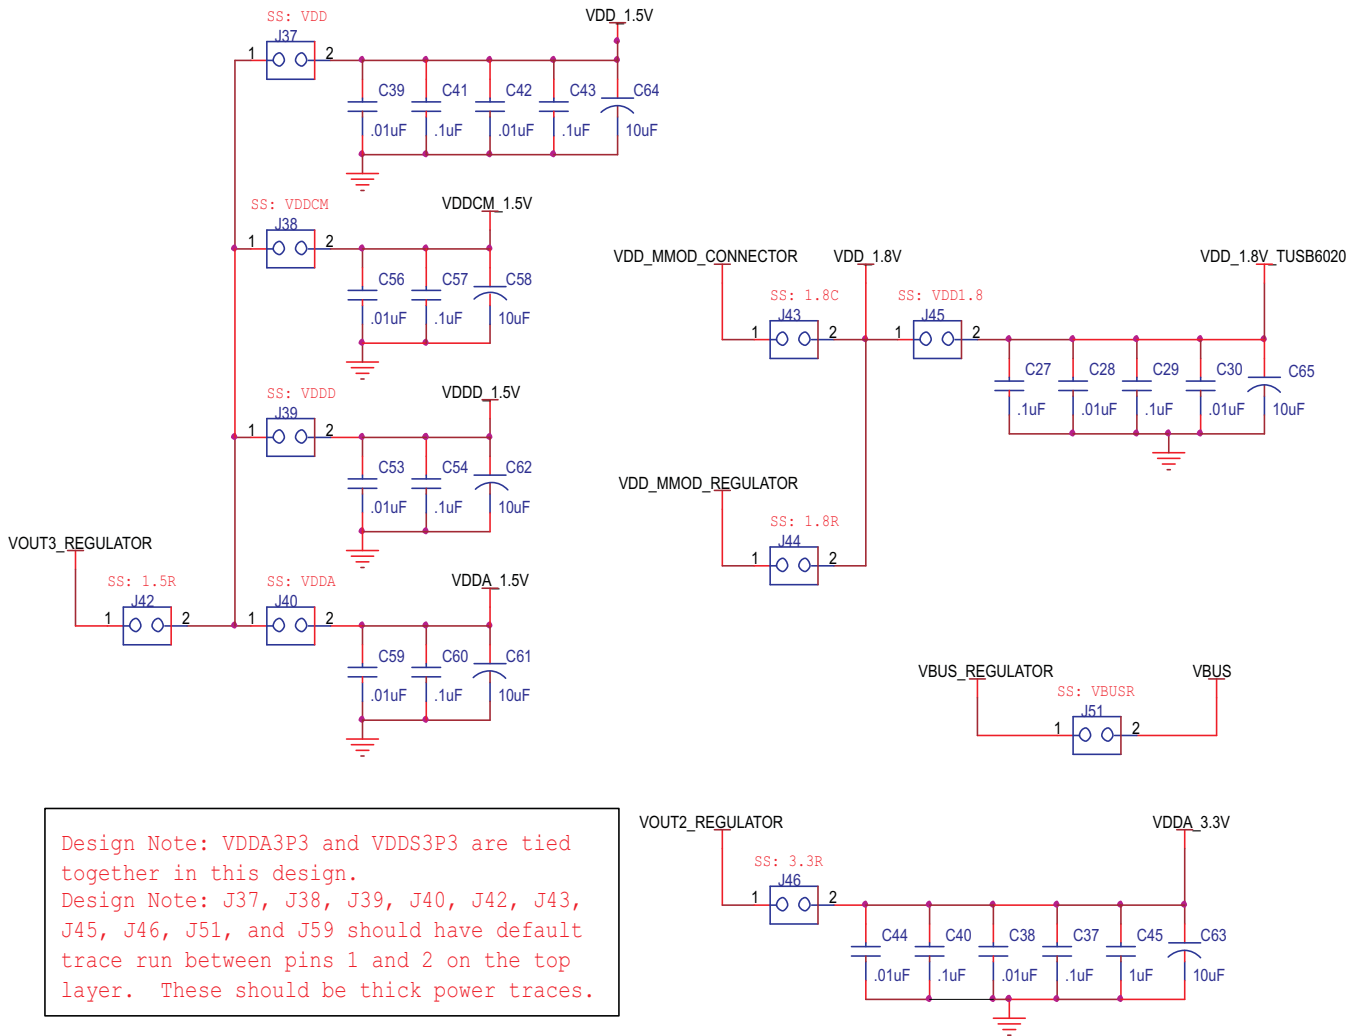 SS: VDD
J37
1 2
VDD_1.5V
C39 C41 C42 C43 C64
.01uF .1uF .01uF .1uF 10uF
SS: VDDCM
J38
1 2
VDDCM_1.5V
C56 C57 C58
.01uF .1uF 10uF
SS: VDDD
J39
1 2
VDDD_1.5V
C53 C54 C62
.01uF .1uF 10uF
VOUT3_REGULATOR
SS: 1.5R
J42
1 2
SS: VDDA
J40
1 2
VDDA_1.5V
C59 C60 C61
.01uF .1uF 10uF
VDD_MMOD_CONNECTOR
SS: 1.8C
J43
1 2
VDD_1.8V
SS: VDD1.8
J45
1 2
VDD_1.8V_TUSB6020
C27 C28 C29 C30 C65
.1uF .01uF .1uF .01uF 10uF
VDD_MMOD_REGULATOR
SS: 1.8R
J44
1 2
VBUS_REGULATOR
SS: VBUSR
J51
1 2
VBUS
VOUT2_REGULATOR
SS: 3.3R
J46
1 2
VDDA_3.3V
C44 C40 C38 C37 C45 C63
.01uF .1uF .01uF .1uF 1uF 10uF
Design Note: VDDA3P3 and VDDS3P3 are tied
together in this design.
Design Note: J37, J38, J39, J40, J42, J43,
J45, J46, J51, and J59 should have default
trace run between pins 1 and 2 on the top
layer. These should be thick power traces.